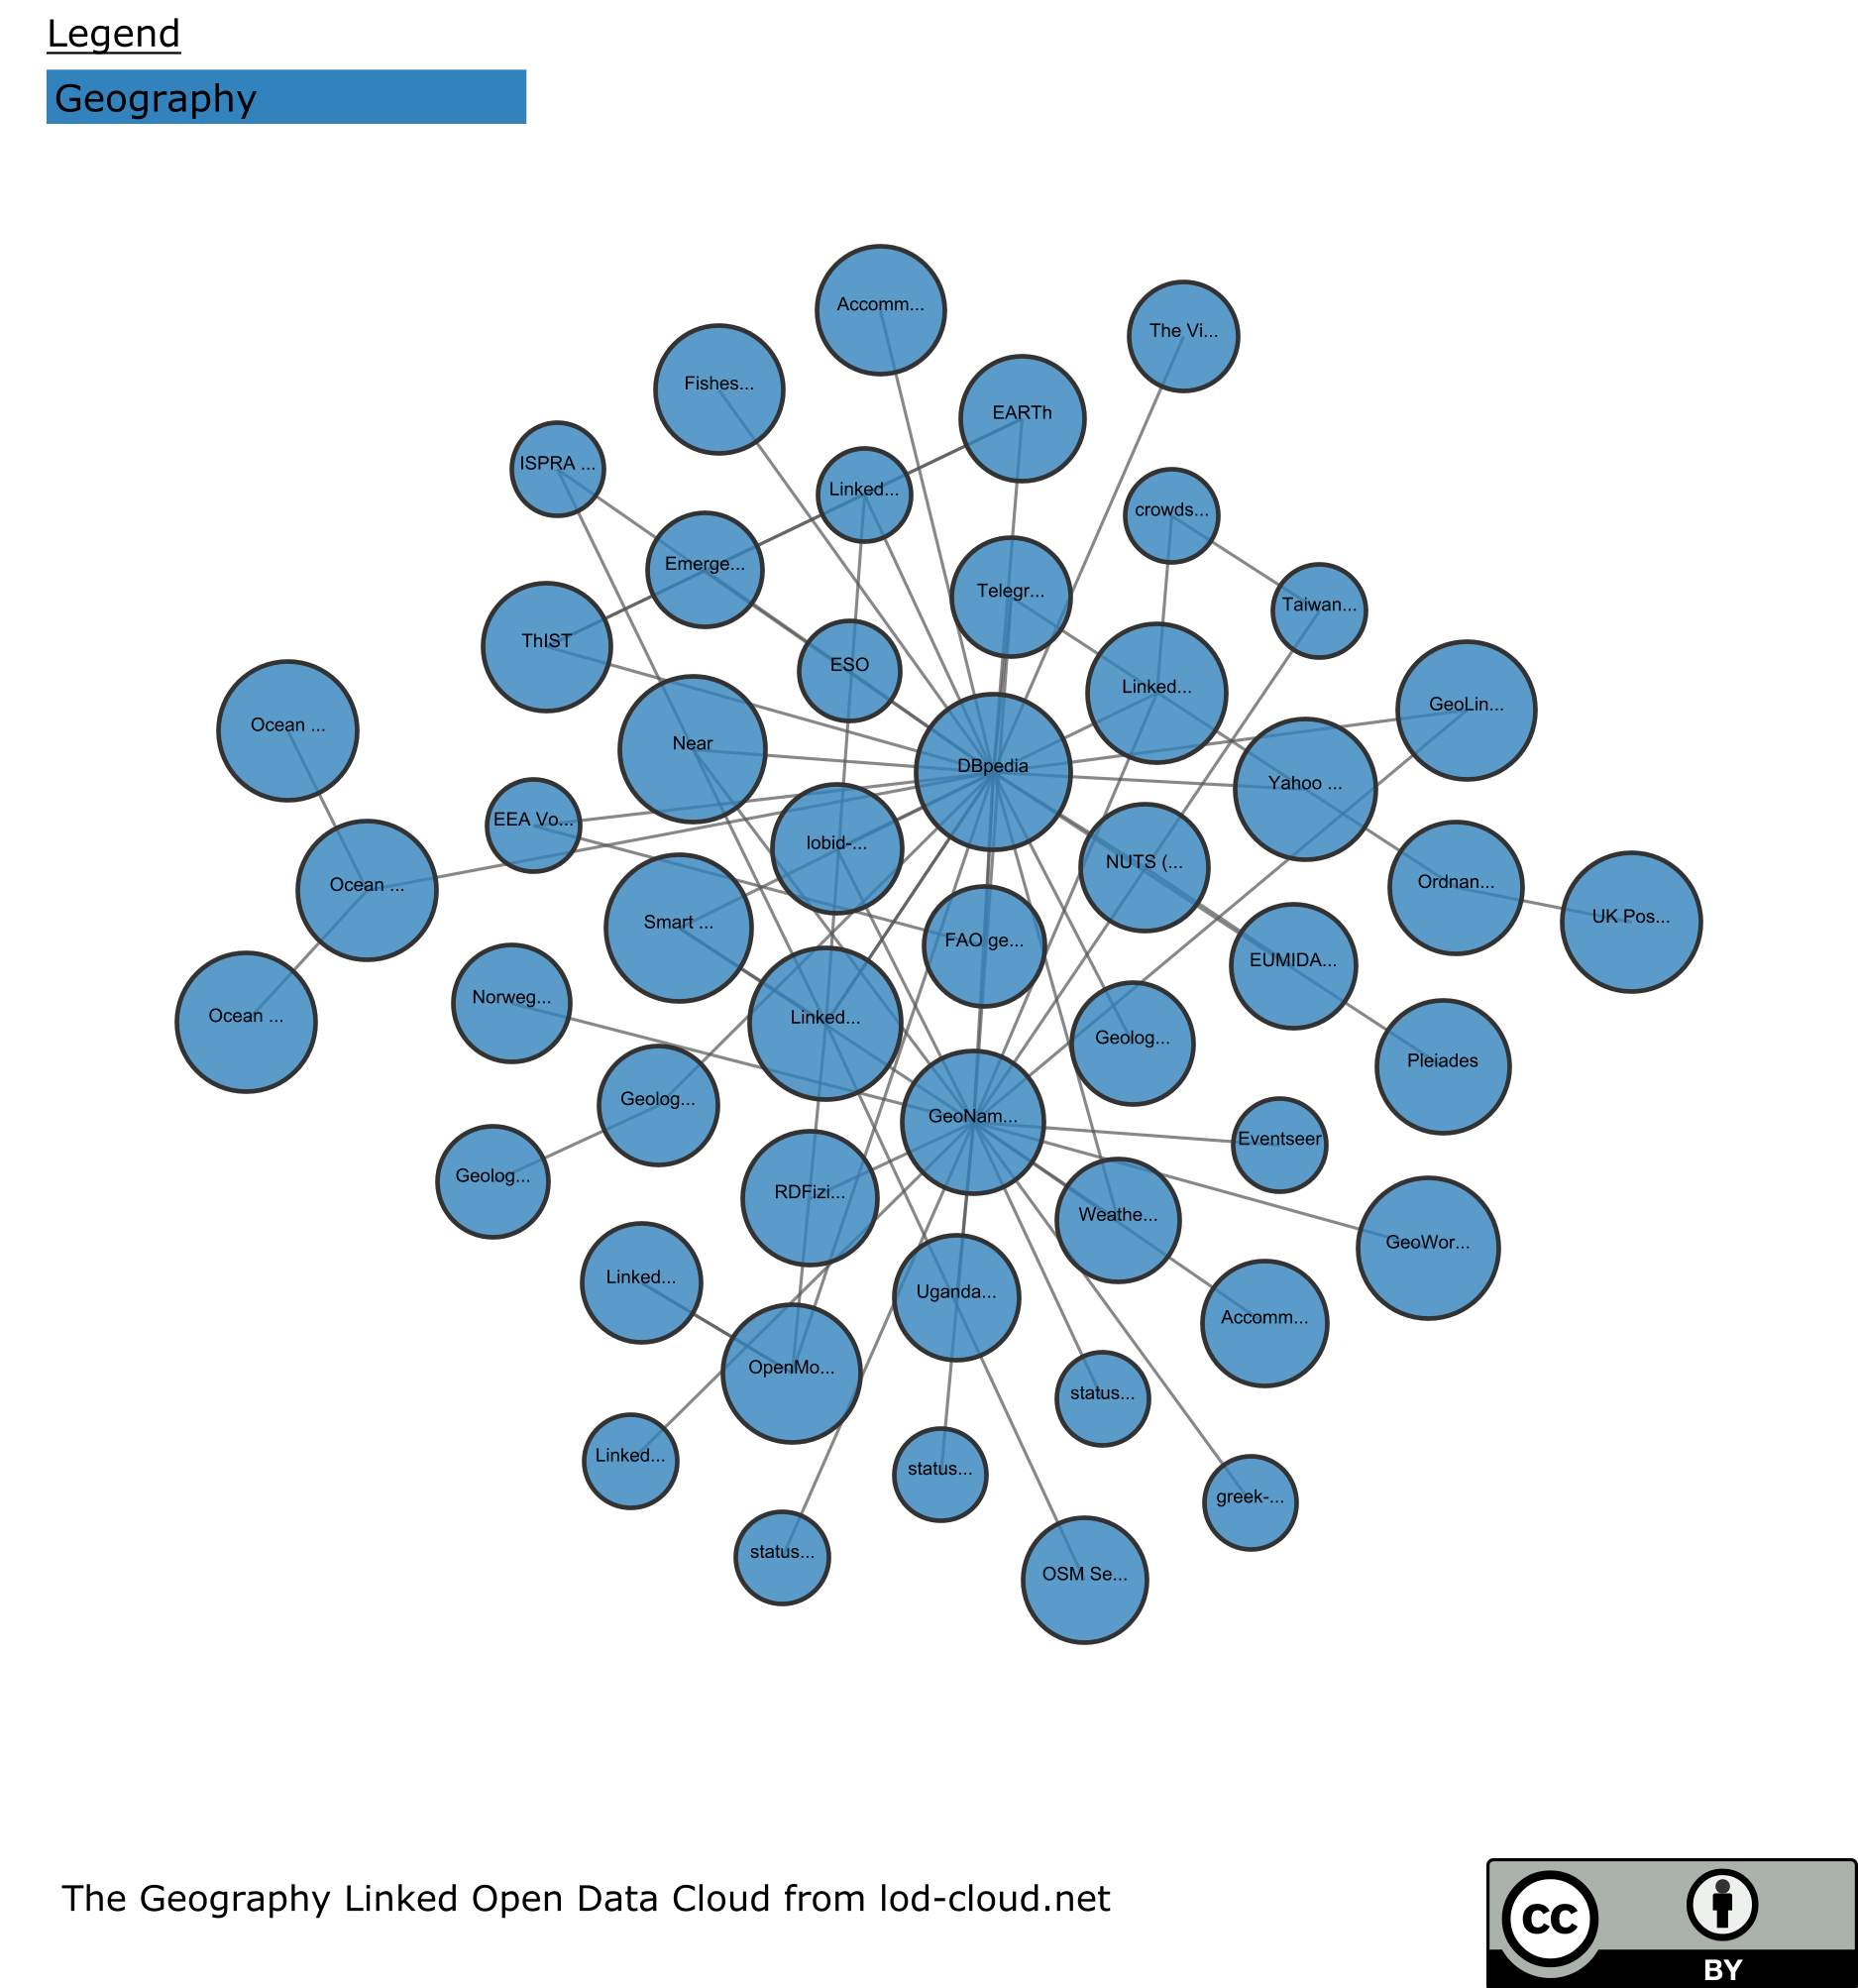 Legend
Geography
Accomm...
The Vi...
Fishes...
EARTh
ISPRA ...
Linked...
crowds...
Emerge...
Telegr...
Taiwan...
ThIST
ESO
Linked...
GeoLin...
Ocean ...
Near
DBpedia
Yahoo ...
EEA Vo...
lobid-...
NUTS (...
Ocean ...
Ordnan...
UK Pos...
Smart ...
FAO ge...
EUMIDA...
Norweg...
Ocean ...
Linked...
Geolog...
Pleiades
Geolog...
GeoNam...
Eventseer
Geolog...
RDFizi...
Weathe...
GeoWor...
Linked...
Uganda...
Accomm...
OpenMo...
status...
Linked...
status...
greek-...
status...
OSM Se...
The Geography Linked Open Data Cloud from lod-cloud.net
cc
BY